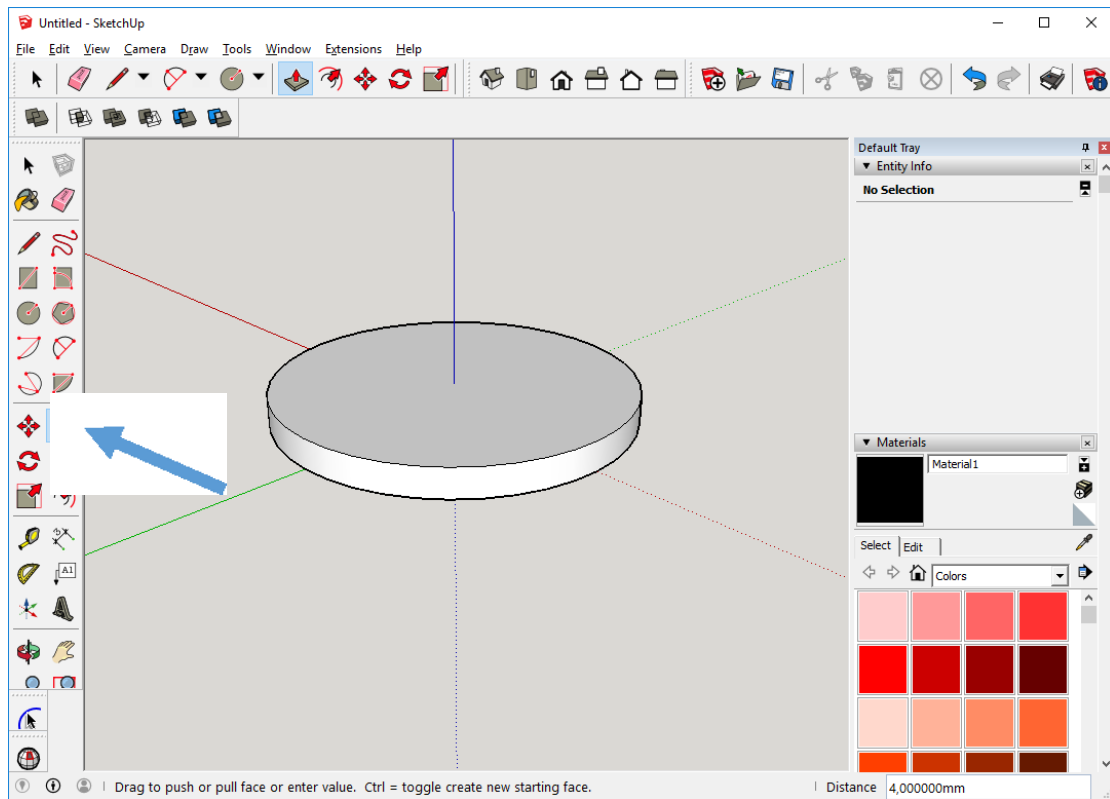 Untitled - SketchUp
File Edit View Camera Draw Tools Window Extensions Help
Default Tray
Entity Info
No Selection
Materials
Material1
Select Edit
Colors
A1
Drag to push or pull face or enter value. Ctrl = toggle create new starting face.
Distance 4,000000mm